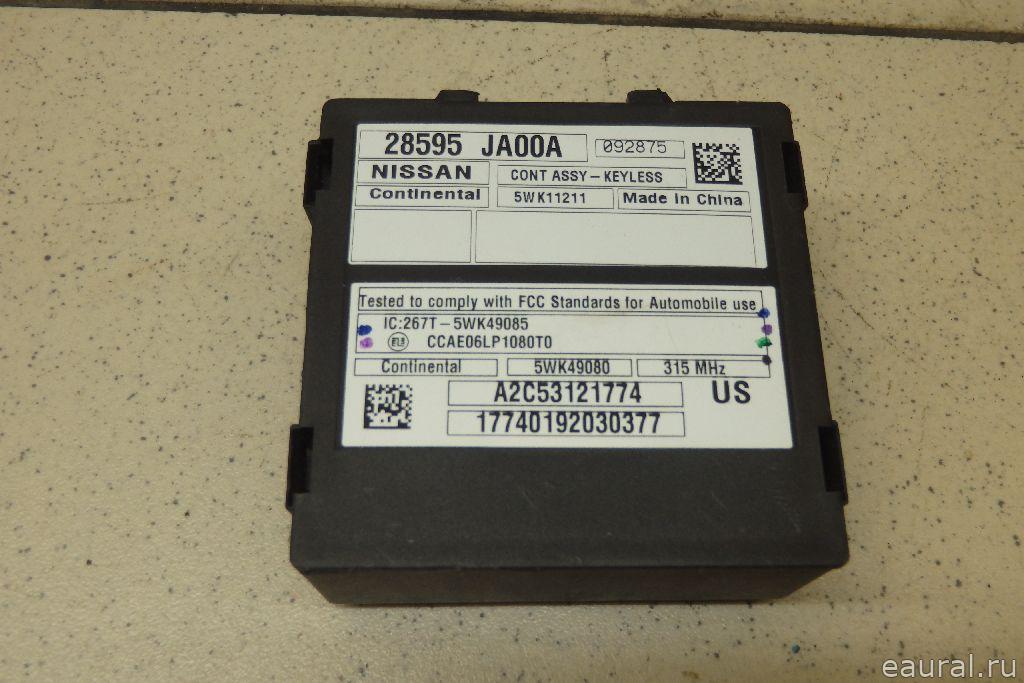 28595 JA00A 092875
NISSAN CONT ASSY-KEYLESS
Continental 5WK11211 Made in China
Tested to comply with FCC Standards for Automobile use
IC:267T-5WK49085
CCAE06LP1080T0
Continental 5WK49080 315 MHz
A2C53121774 US
17740192030377
eaural.ru